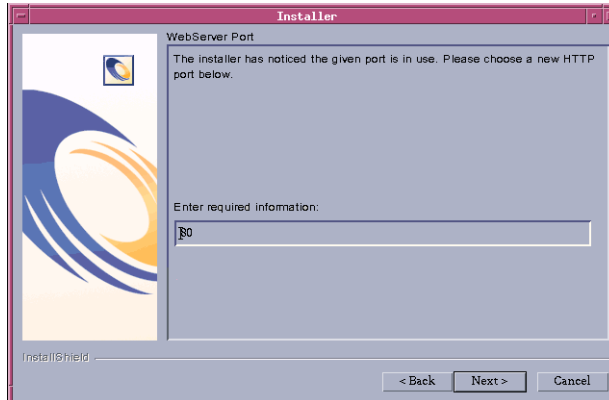 Installer
WebServer Port
The installer has noticed the given port is in use. Please choose a new HTTP
port below.
Enter required information:
80
InstallShield
< Back
Next >
Cancel